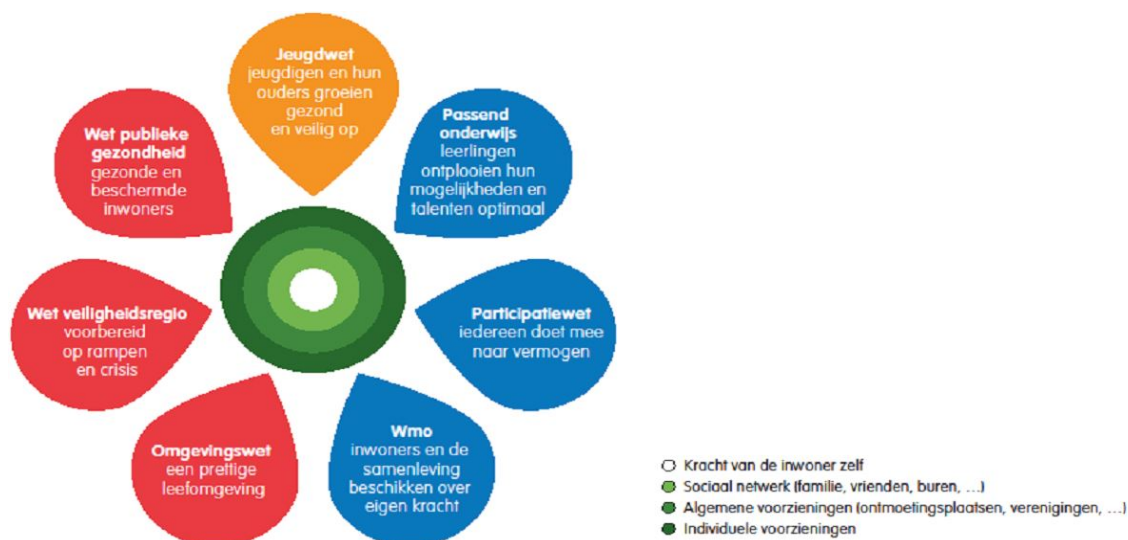 Jeugdwet
jeugdigen en hun
ouders groeien
gezond
en veilig op
Passend
onderwijs
leerlingen
ontplooien hun
mogelijkheden en
talenten optimaal
Participatiewet
iedereen doet mee
naar vermogen
Wmo
inwoners en de
samenleving
beschikken over
eigen kracht
Omgevingswet
een prettige
leefomgeving
Wet veiligheidsregio
voorbereid
op rampen
en crisis
Wet publieke
gezondheid
gezonde en
beschermde
inwoners
Kracht van de inwoner zelf
Sociaal netwerk (familie, vrienden, buren, ...)
Algemene voorzieningen (ontmoetingsplaatsen, verenigingen, ...)
Individuele voorzieningen